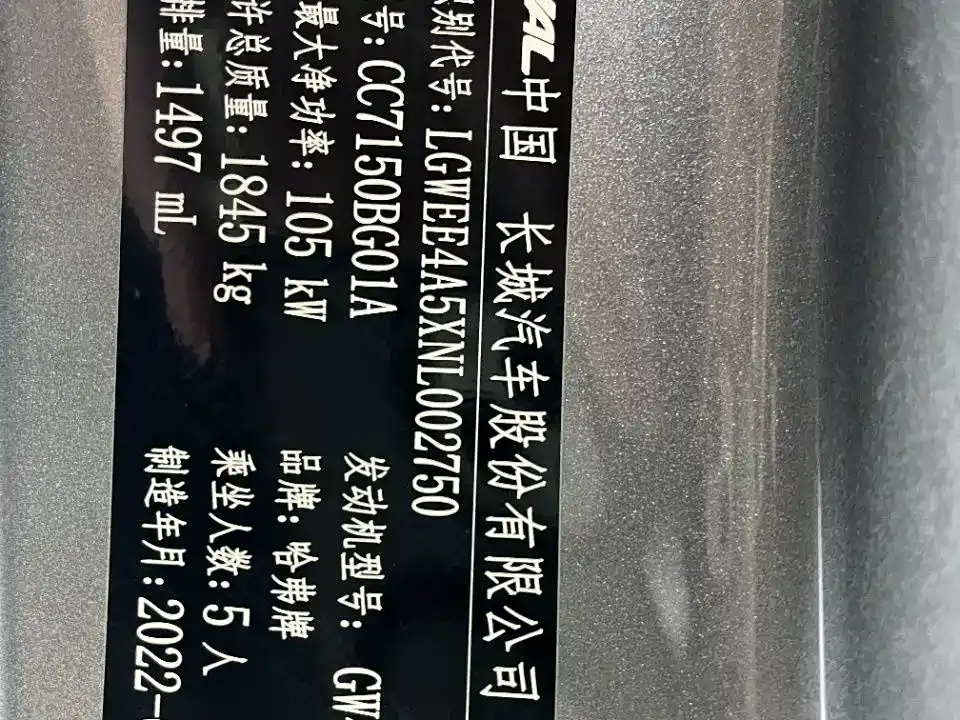 VAL中国 长城汽车股份有限公司
识别代号：LGWEE4A5XNL002750
号：CC7150BG01A 发动机型号：GW
最大净功率：105 kW 品牌：哈弗牌
许总质量：1845 kg 乘坐人数：5 人
排量：1497 mL 制造年月：2022-